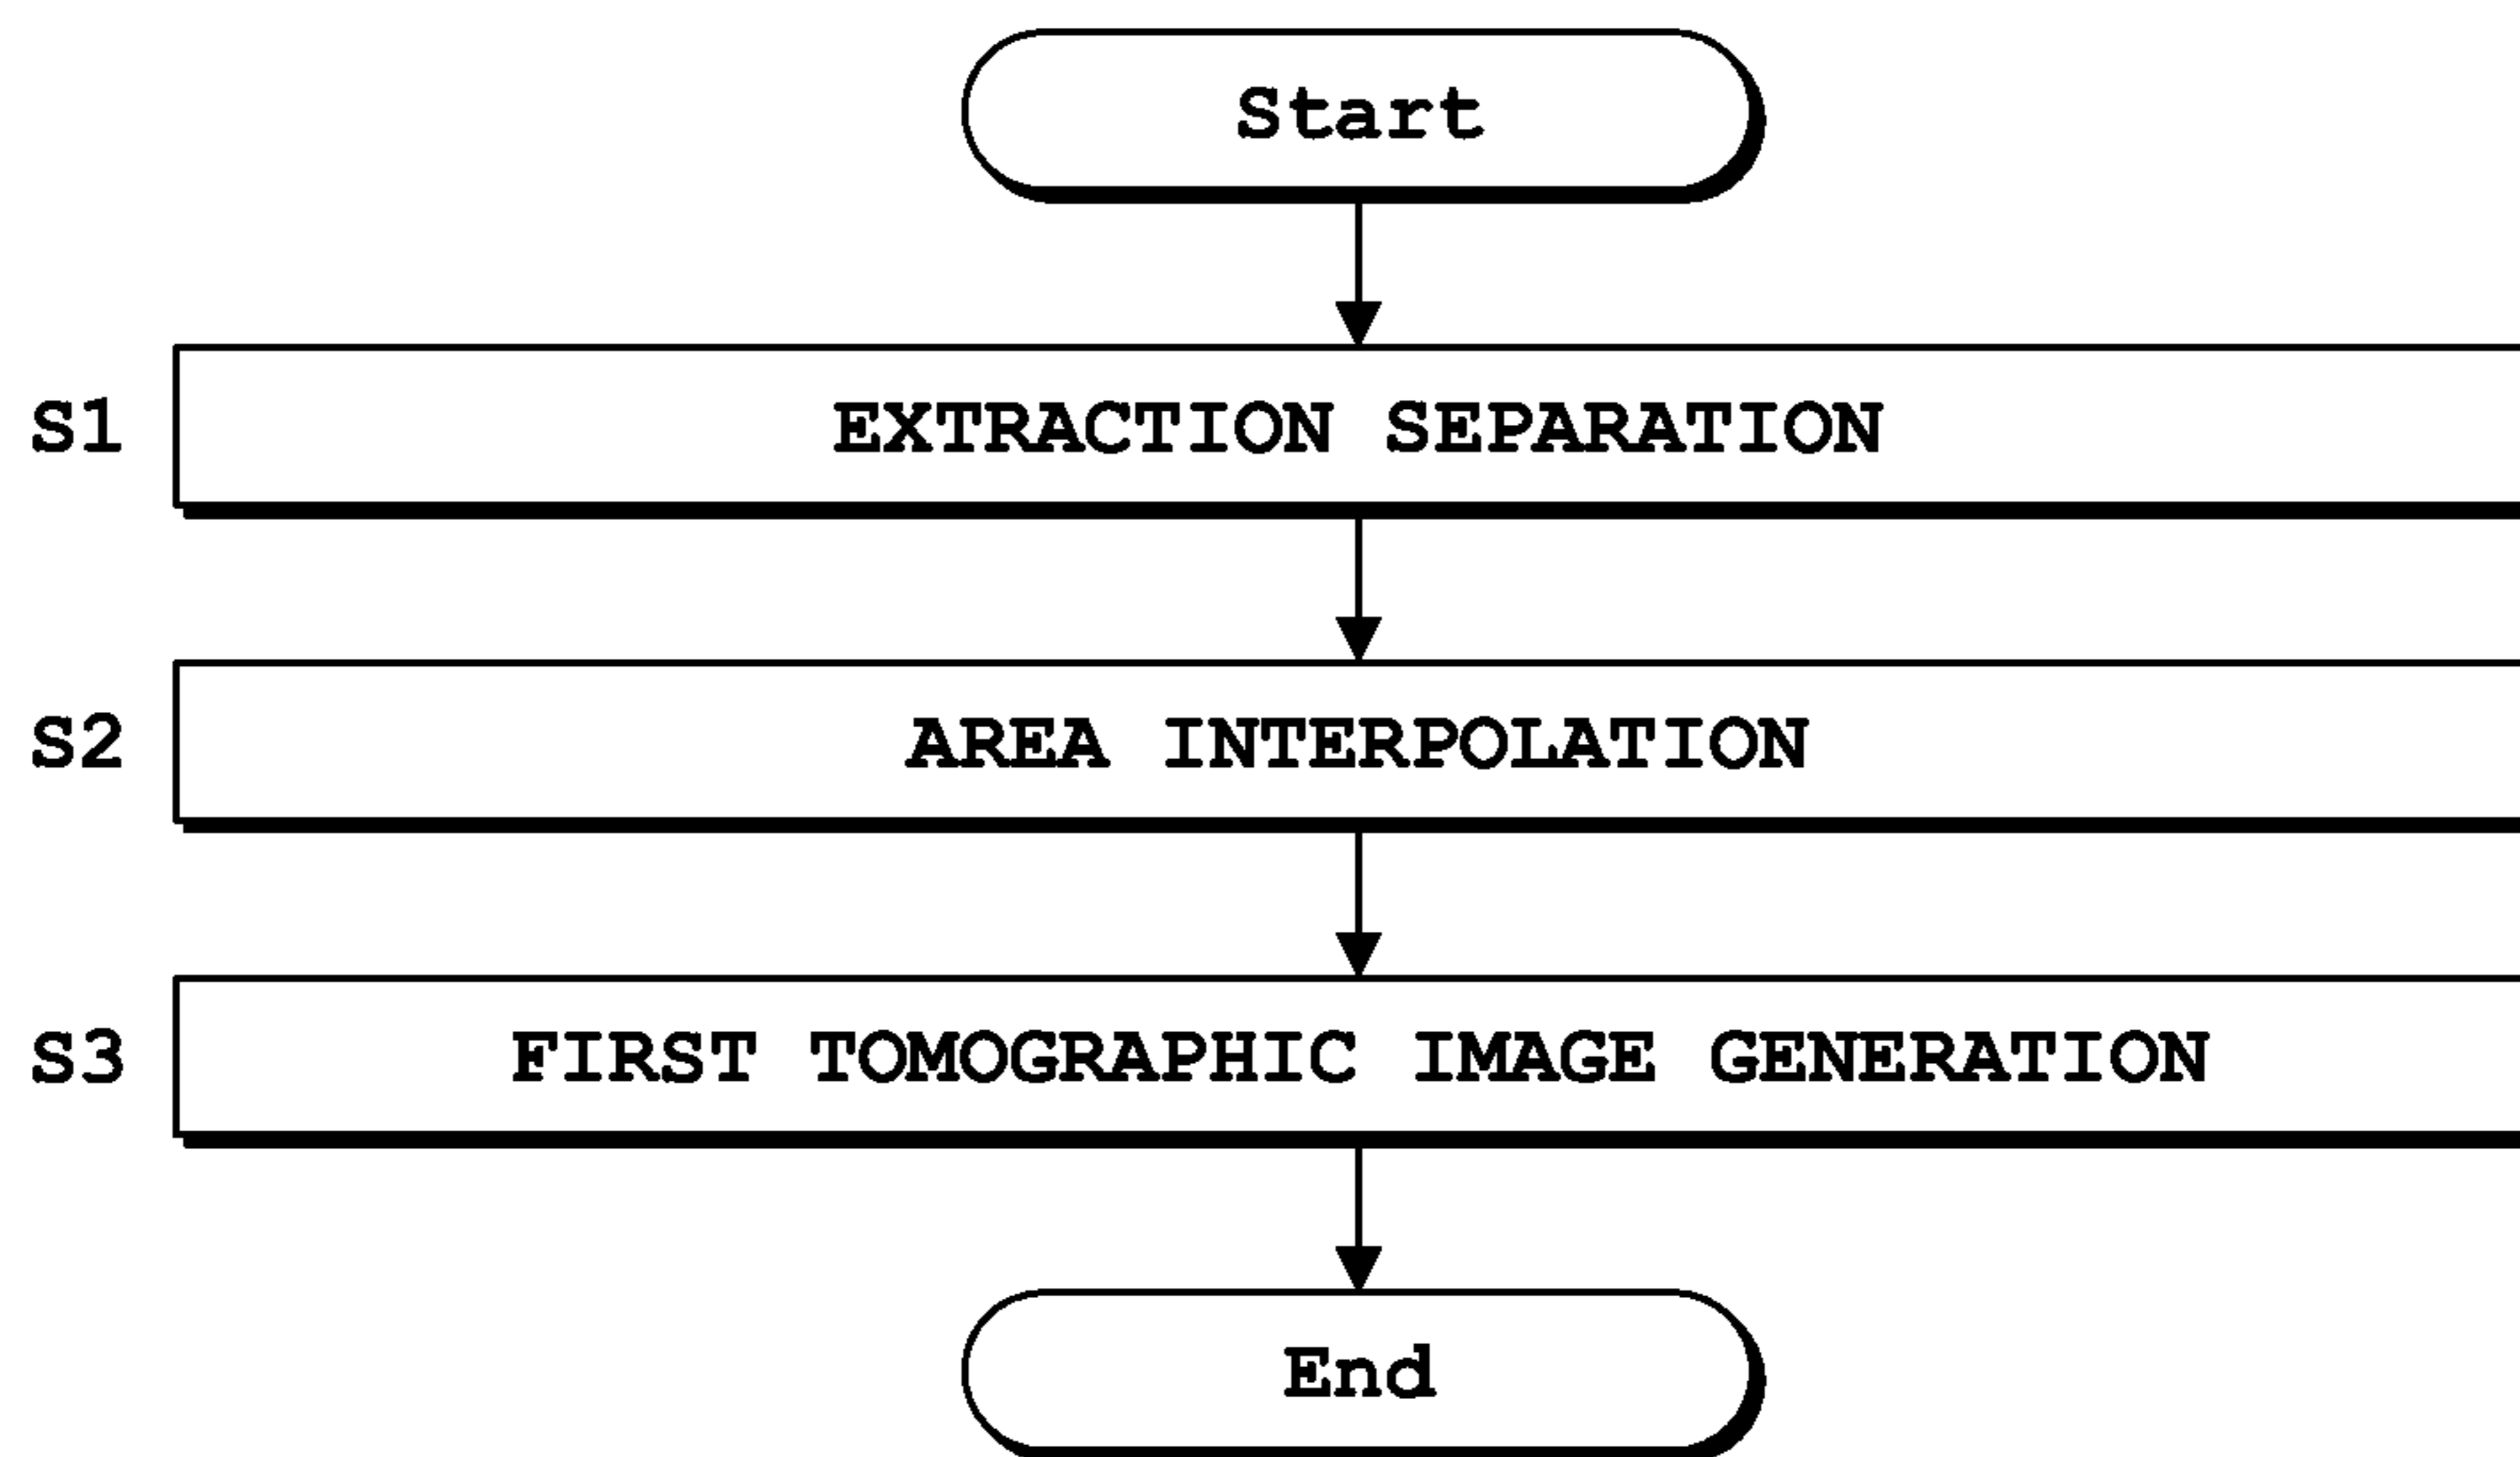 Start
S1 EXTRACTION SEPARATION
S2 AREA INTERPOLATION
S3 FIRST TOMOGRAPHIC IMAGE GENERATION
End